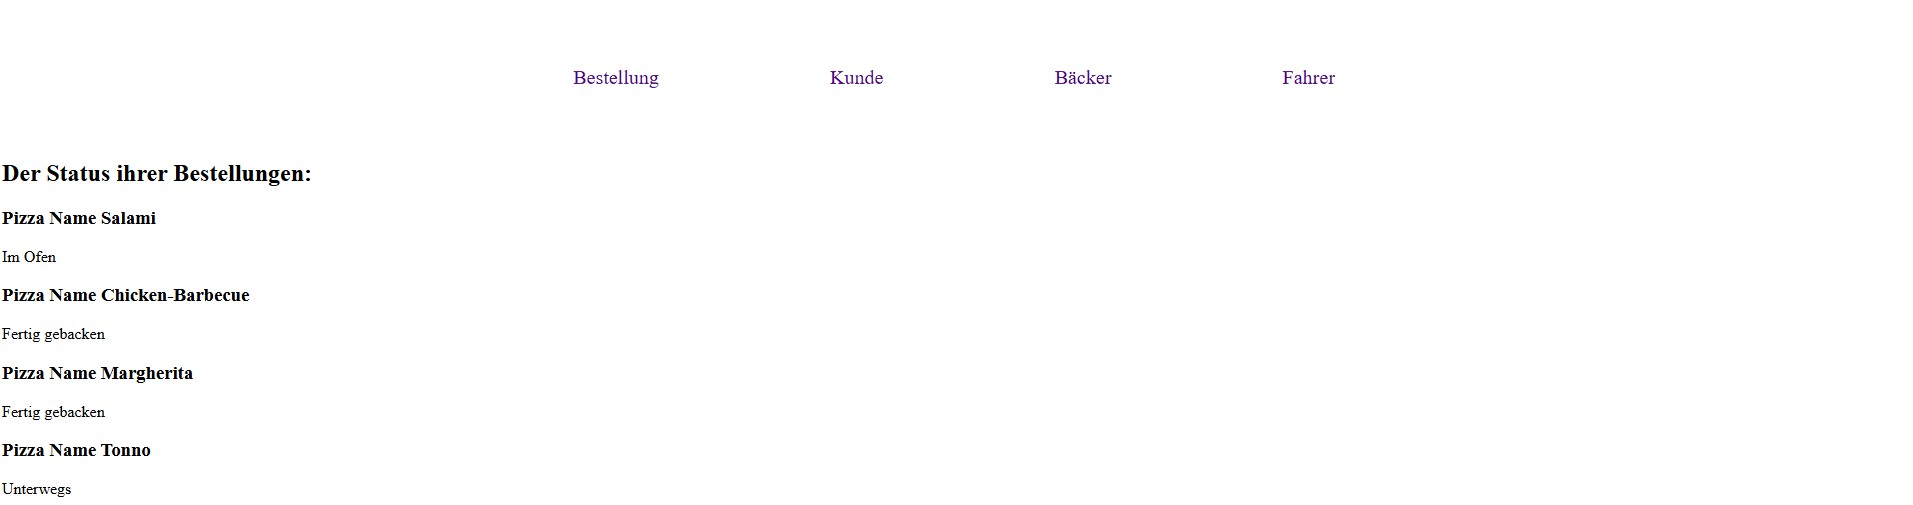 Bestellung Kunde Bäcker Fahrer
Der Status ihrer Bestellungen:
Pizza Name Salami
Im Ofen
Pizza Name Chicken-Barbecue
Fertig gebacken
Pizza Name Margherita
Fertig gebacken
Pizza Name Tonno
Unterwegs